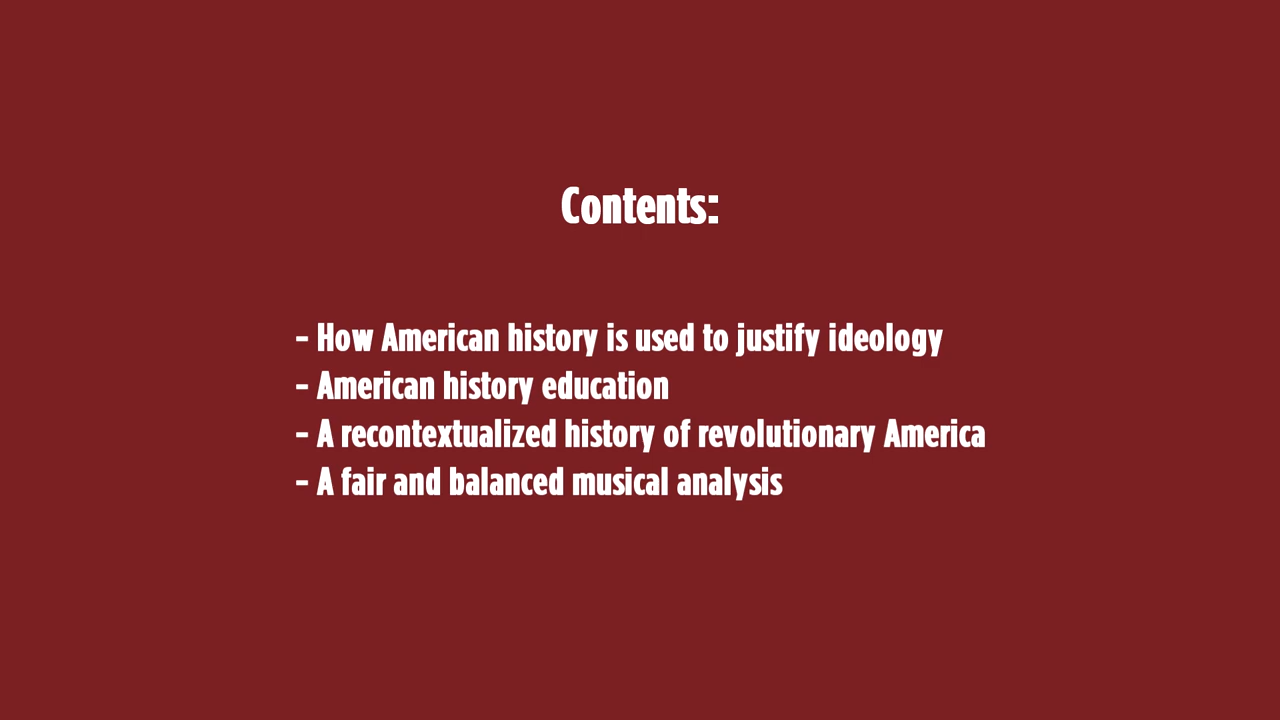 Contents:
- How American history is used to justify ideology
- American history education
- A recontextualized history of revolutionary America
- A fair and balanced musical analysis